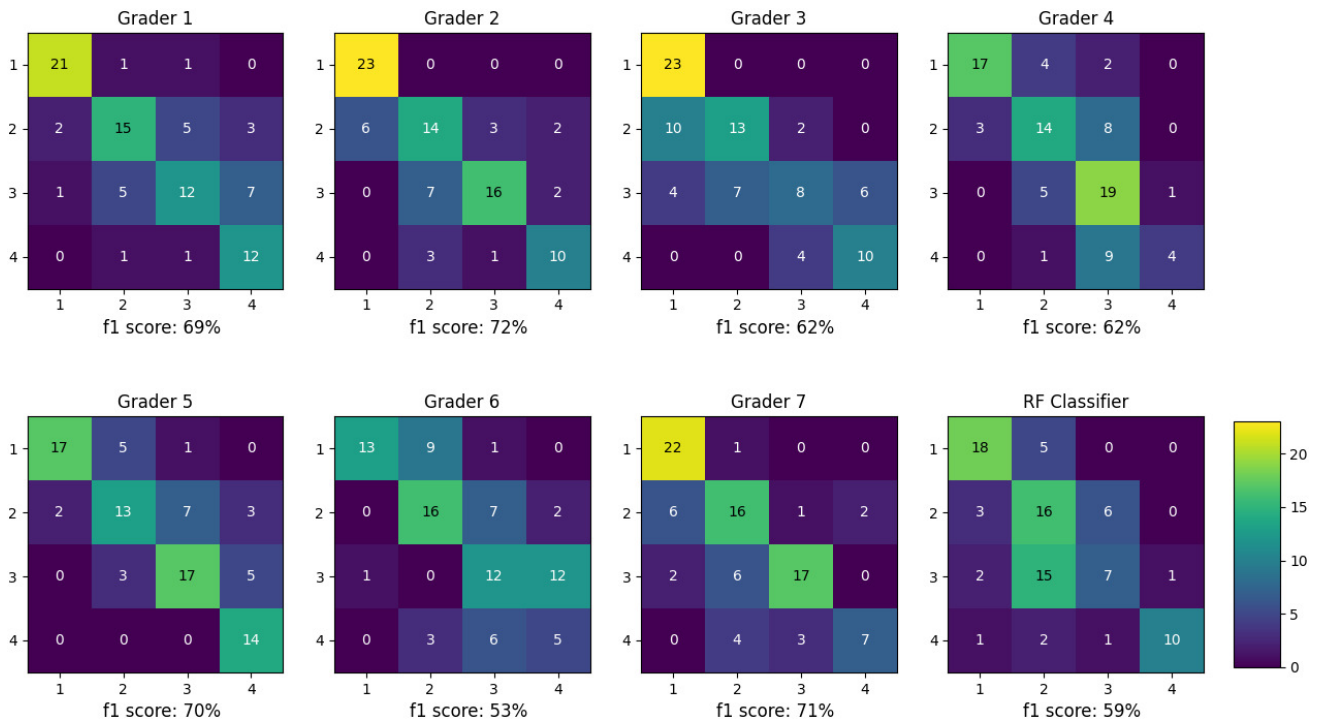 Grader 1 Grader 2 Grader 3 Grader 4
1 21 1 1 0 1 23 0 0 0 1 23 0 0 0 1 17 4 2 0
2 2 15 5 3 2 6 14 3 2 2 10 13 2 0 2 3 14 8 0
3 1 5 12 7 3 0 7 16 2 3 4 7 8 6 3 0 5 19 1
4 0 1 1 12 4 0 3 1 10 4 0 0 4 10 4 0 1 9 4
1 2 3 4 1 2 3 4 1 2 3 4 1 2 3 4
f1 score: 69% f1 score: 72% f1 score: 62% f1 score: 62%
Grader 5 Grader 6 Grader 7 RF Classifier
1 17 5 1 0 1 13 9 1 0 1 22 1 0 0 1 18 5 0 0
20
2 2 13 7 3 2 0 16 7 2 2 6 16 1 2 2 3 16 6 0
15
10
3 0 3 17 5 3 1 0 12 12 3 2 6 17 0 3 2 15 7 1
5
4 0 0 0 14 4 0 3 6 5 4 0 4 3 7 4 1 2 1 10
0
1 2 3 4 1 2 3 4 1 2 3 4 1 2 3 4
f1 score: 70% f1 score: 53% f1 score: 71% f1 score: 59%